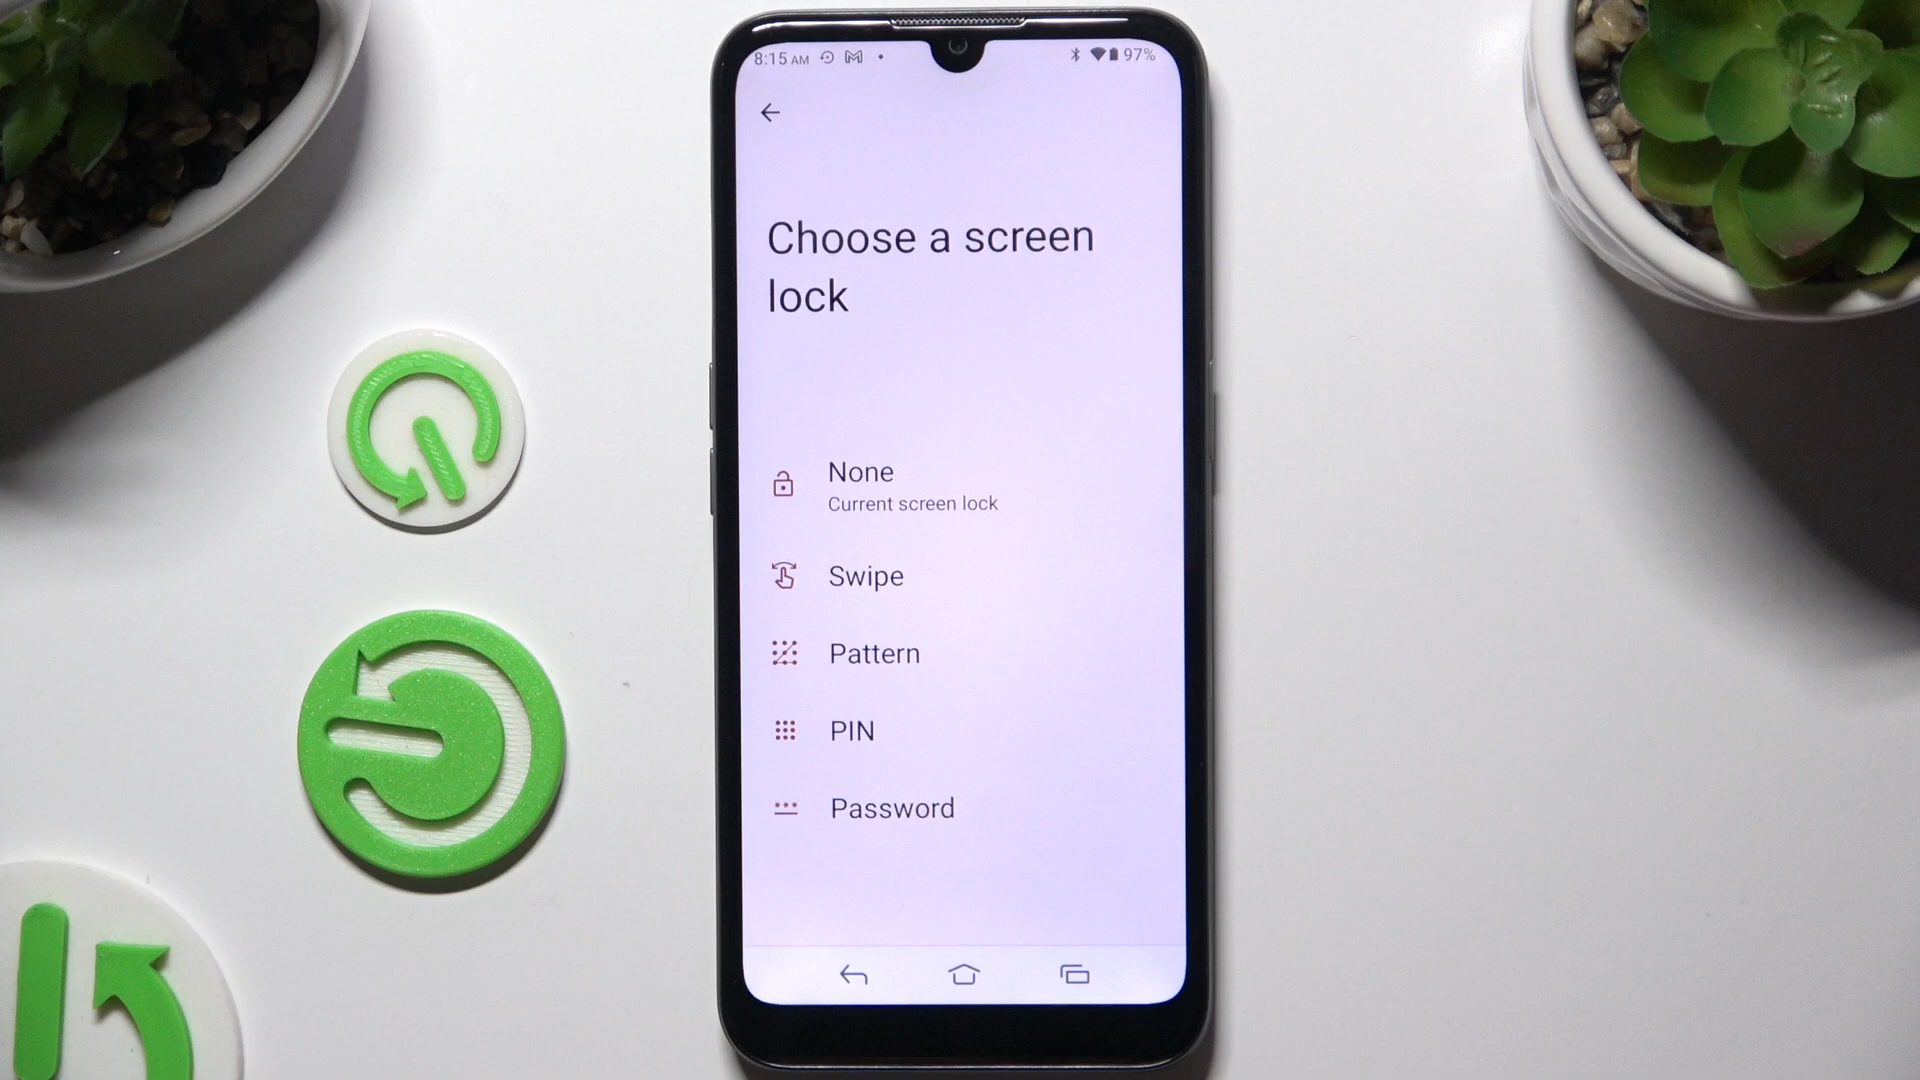 8:15 AM
97%
Choose a screen
lock
None
Current screen lock
Swipe
Pattern
PIN
Password